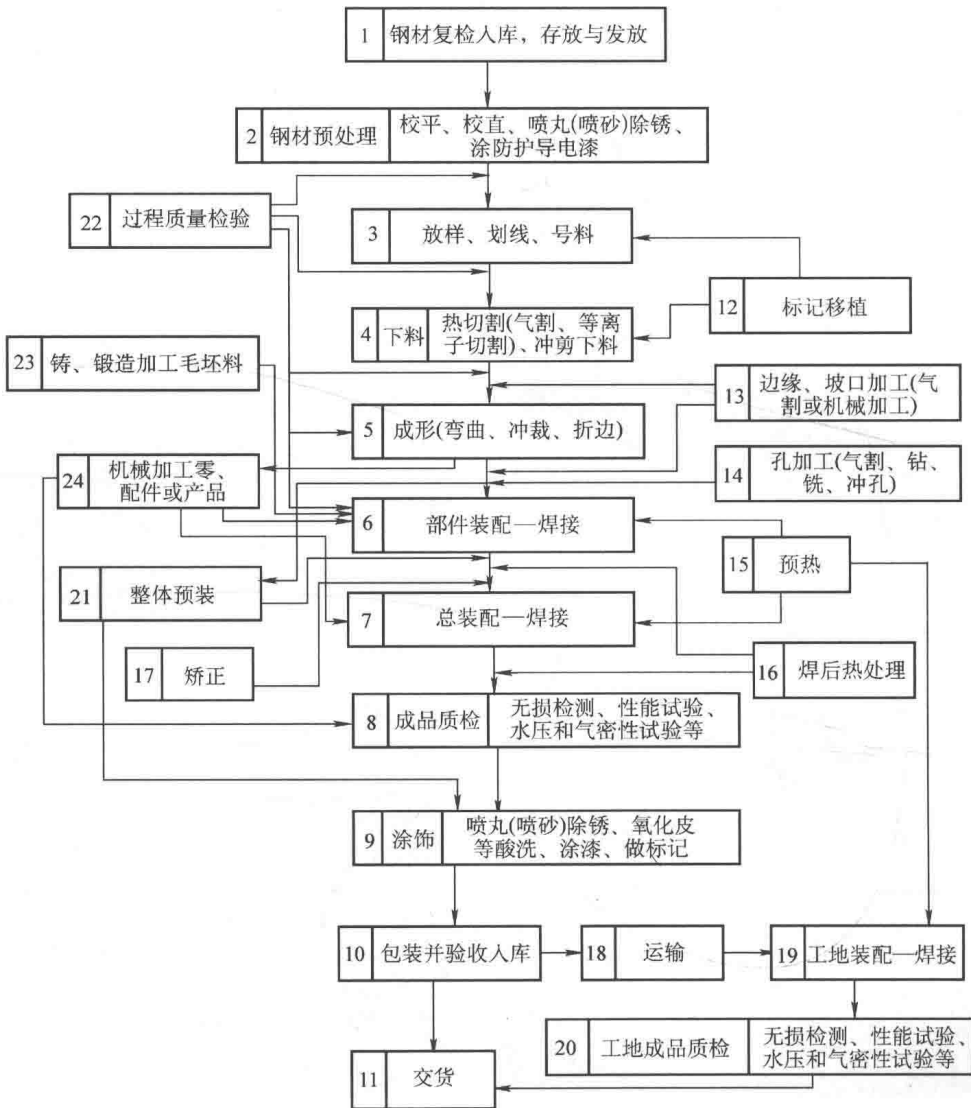 1 钢材复检入库，存放与发放
2 钢材预处理 校平、校直、喷丸(喷砂)除锈、
涂防护导电漆
22 过程质量检验
3 放样、划线、号料
12 标记移植
4 下料 热切割(气割、等离
子切割)、冲剪下料
23 铸、锻造加工毛坯料
13 边缘、坡口加工(气
割或机械加工)
5 成形(弯曲、冲裁、折边)
24 机械加工零、
配件或产品
14 孔加工(气割、钻、
铣、冲孔)
6 部件装配—焊接
15 预热
21 整体预装
7 总装配—焊接
17 矫正
16 焊后热处理
8 成品质检 无损检测、性能试验、
水压和气密性试验等
9 涂饰 喷丸(喷砂)除锈、氧化皮
等酸洗、涂漆、做标记
10 包装并验收入库
18 运输
19 工地装配—焊接
20 工地成品质检 无损检测、性能试验、
水压和气密性试验等
11 交货